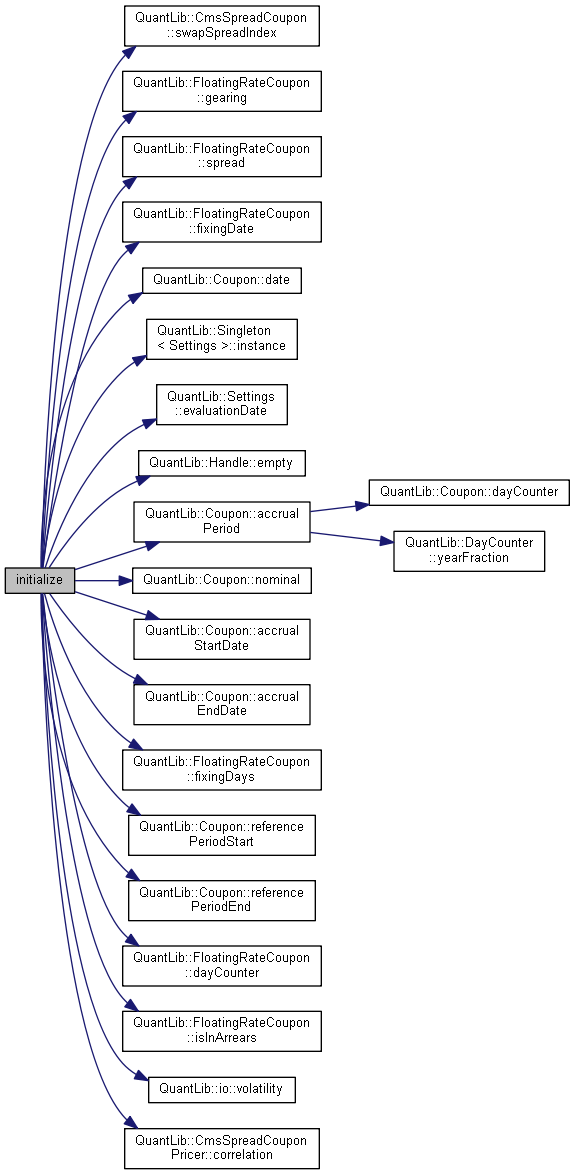 QuantLib::CmsSpreadCoupon
::swapSpreadIndex
QuantLib::FloatingRateCoupon
::gearing
QuantLib::FloatingRateCoupon
::spread
QuantLib::FloatingRateCoupon
::fixingDate
QuantLib::Coupon::date
QuantLib::Singleton
< Settings >::instance
QuantLib::Settings
::evaluationDate
QuantLib::Handle::empty
QuantLib::Coupon::accrual
Period
QuantLib::Coupon::dayCounter
QuantLib::DayCounter
::yearFraction
initialize
QuantLib::Coupon::nominal
QuantLib::Coupon::accrual
StartDate
QuantLib::Coupon::accrual
EndDate
QuantLib::FloatingRateCoupon
::fixingDays
QuantLib::Coupon::reference
PeriodStart
QuantLib::Coupon::reference
PeriodEnd
QuantLib::FloatingRateCoupon
::dayCounter
QuantLib::FloatingRateCoupon
::isInArrears
QuantLib::io::volatility
QuantLib::CmsSpreadCoupon
Pricer::correlation